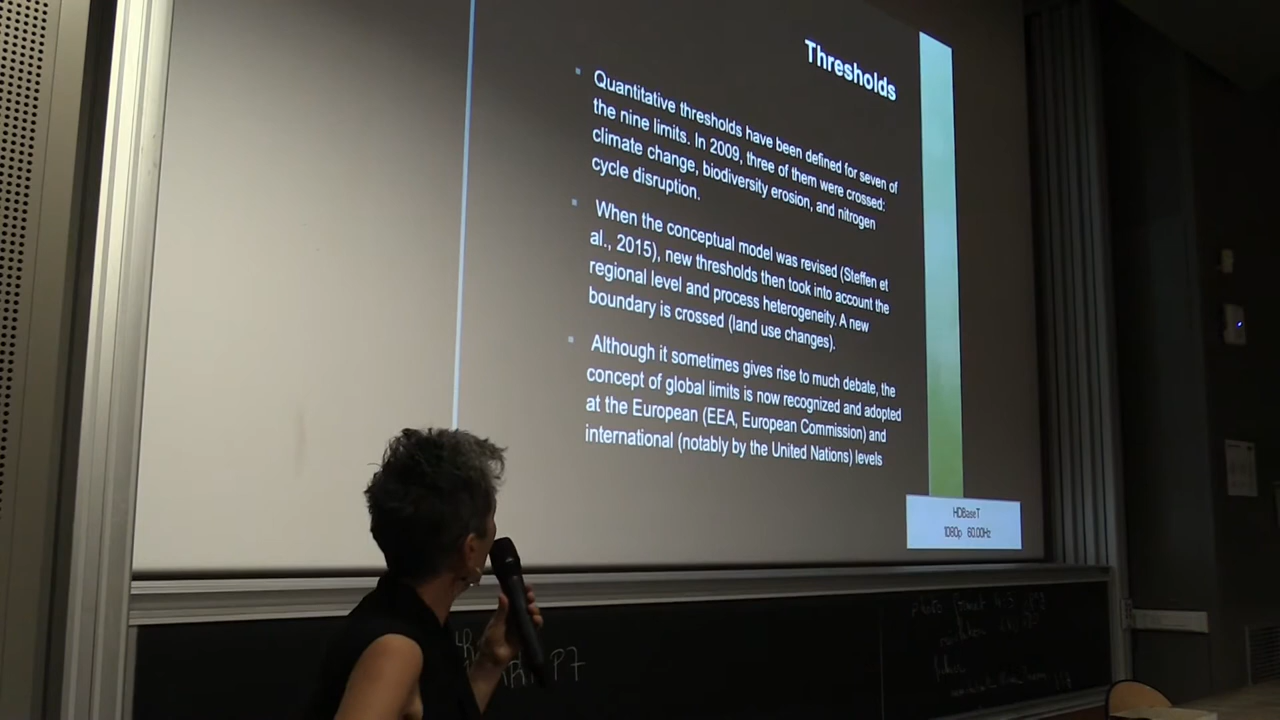 Thresholds
Quantitative thresholds have been defined for seven of
the nine limits. In 2009, three of them were crossed:
climate change, biodiversity erosion, and nitrogen
cycle disruption.
When the conceptual model was revised (Steffen et
al., 2015), new thresholds then took into account the
regional level and process heterogeneity. A new
boundary is crossed (land use changes).
Although it sometimes gives rise to much debate, the
concept of global limits is now recognized and adopted
at the European (EEA, European Commission) and
international (notably by the United Nations) levels
HDBaseT
1080p 60.00Hz
P7